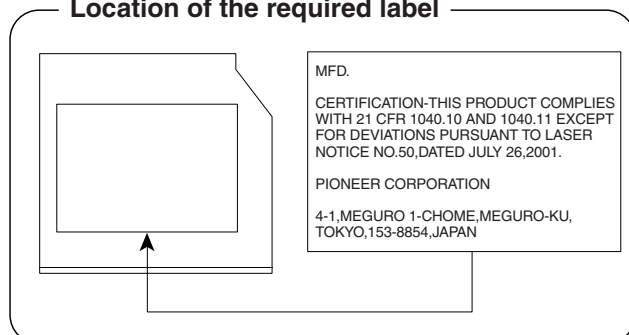 Location of the required label
MFD.
CERTIFICATION-THIS PRODUCT COMPLIES
WITH 21 CFR 1040.10 AND 1040.11 EXCEPT
FOR DEVIATIONS PURSUANT TO LASER
NOTICE NO.50,DATED JULY 26,2001.
PIONEER CORPORATION
4-1,MEGURO 1-CHOME,MEGURO-KU,
TOKYO,153-8854,JAPAN